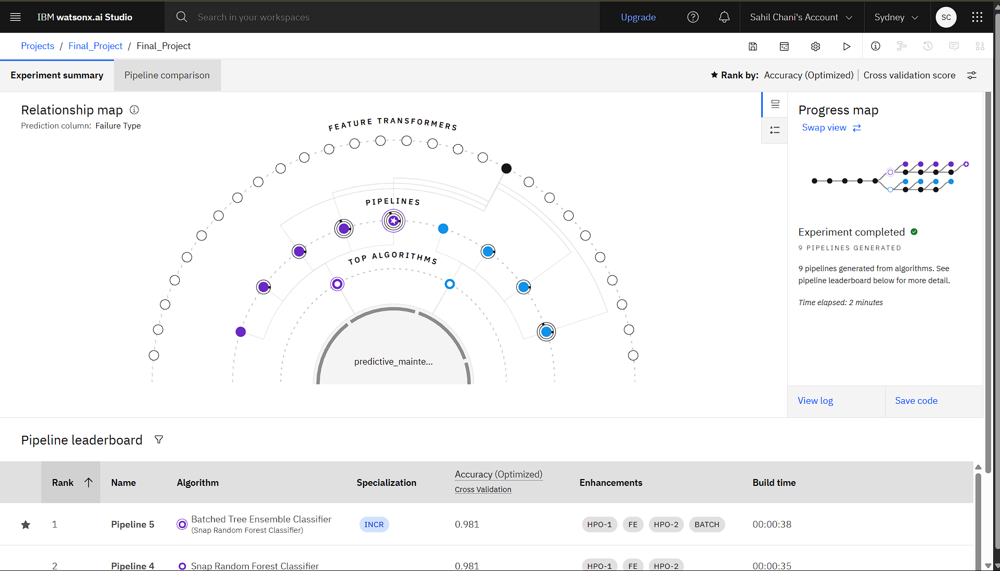 IBM watsonx.ai Studio
Search in your workspaces
Upgrade
Sahil Chani's Account
Sydney
SC
Projects / Final_Project / Final_Project
Experiment summary
Pipeline comparison
Rank by: Accuracy (Optimized) | Cross validation score
Relationship map
Prediction column: Failure Type
FEATURE TRANSFORMERS
PIPELINES
TOP ALGORITHMS
predictive_mainte...
Progress map
Swap view
Experiment completed
9 PIPELINES GENERATED
9 pipelines generated from algorithms. See
pipeline leaderboard below for more detail.
Time elapsed: 2 minutes
View log
Save code
Pipeline leaderboard
Rank Name Algorithm Specialization Accuracy (Optimized) Enhancements Build time
Cross Validation
1 Pipeline 5 Batched Tree Ensemble Classifier INCR 0.981 HPO-1 FE HPO-2 BATCH 00:00:38
(Snap Random Forest Classifier)
2 Pipeline 4 Snap Random Forest Classifier 0.981 HPO-1 FE HPO-2 00:00:35